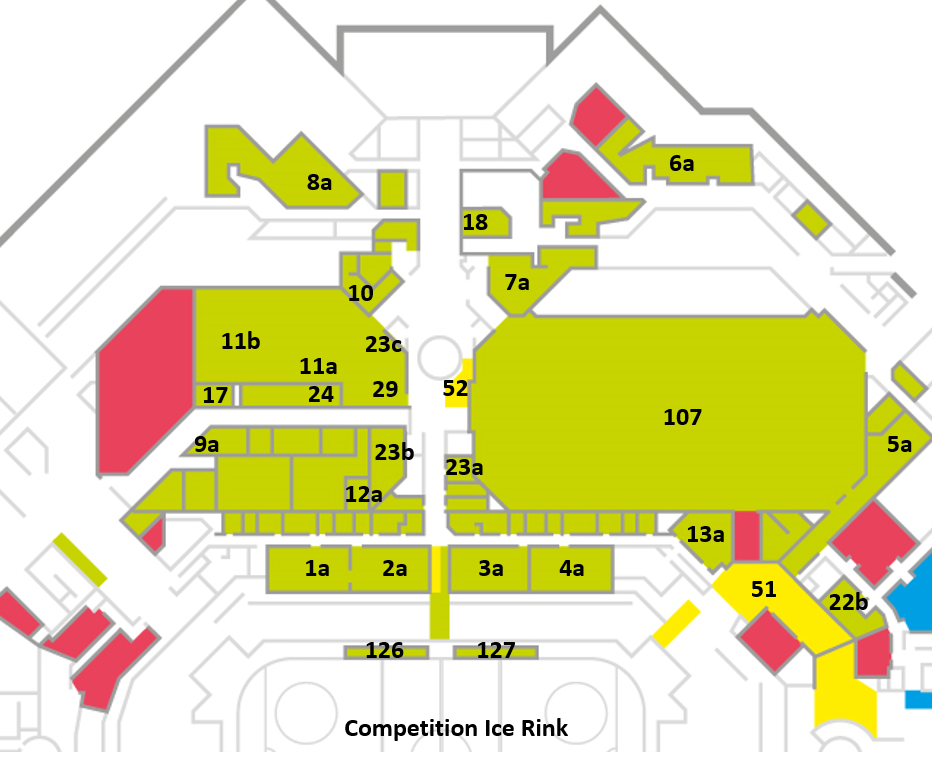 6a
8a
18
7a
10
11b
23c
11a
29
52
17
24
107
9a
23b
5a
23a
12a
13a
1a
2a
3a
4a
51
22b
126
127
Competition Ice Rink